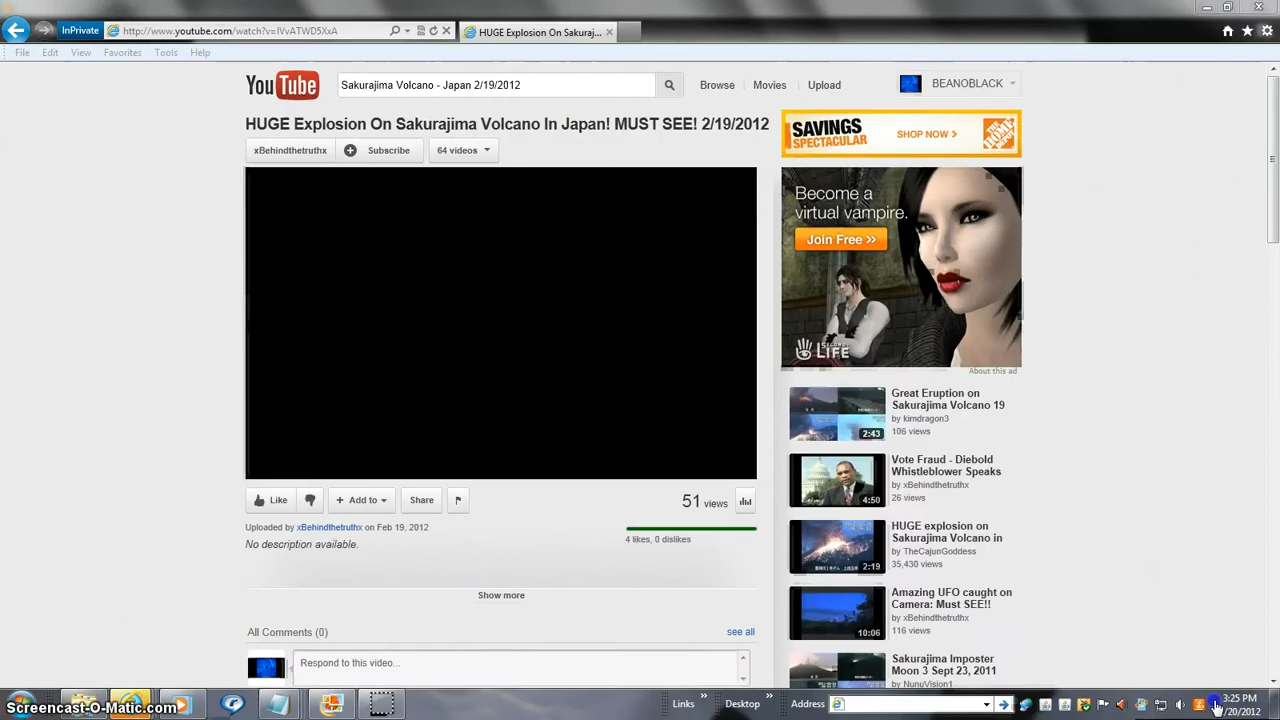 InPrivate
http://www.youtube.com/watch?v=IVvATWD5XxA
HUGE Explosion On Sakuraj...
File Edit View Favorites Tools Help
YouTube
Sakurajima Volcano - Japan 2/19/2012
Browse Movies Upload
BEANOBLACK
HUGE Explosion On Sakurajima Volcano In Japan! MUST SEE! 2/19/2012
xBehindthetruthx Subscribe 64 videos
SAVINGS
SPECTACULAR
SHOP NOW >
Become a
virtual vampire.
Join Free >>
SECOND
LIFE
About this ad
Great Eruption on
Sakurajima Volcano 19
by kimdragon3
106 views
2:43
Vote Fraud - Diebold
Whistleblower Speaks
by xBehindthetruthx
26 views
4:50
HUGE explosion on
Sakurajima Volcano in
by TheCajunGoddess
35,430 views
2:19
Amazing UFO caught on
Camera: Must SEE!!
by xBehindthetruthx
116 views
10:06
Sakurajima Imposter
Moon 3 Sept 23, 2011
by NunuVision1
Like + Add to Share
51 views
Uploaded by xBehindthetruthx on Feb 19, 2012
4 likes, 0 dislikes
No description available.
Show more
All Comments (0)
see all
Respond to this video...
Screencast-O-Matic.com
Links >> Desktop >> Address
3:25 PM
/20/2012